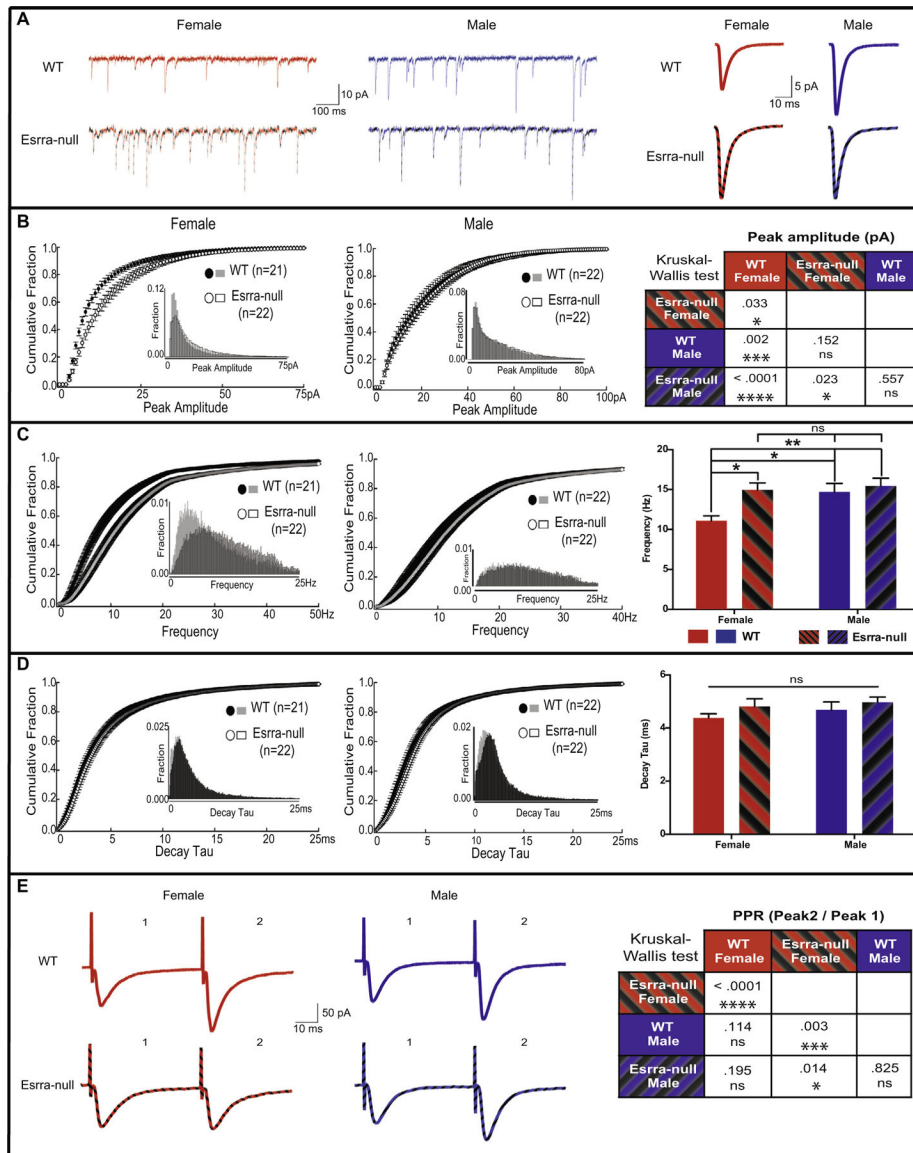 A
Female
Male
Female
Male
WT
10 pA
100 ms
5 pA
10 ms
Esrra-null
Esrra-null
WT
B
Female
Male
Cumulative Fraction
1.0
0.8
0.6
0.4
0.2
0.0
0
25
50
75pA
Peak Amplitude
WT (n=21)
Esrra-null
(n=22)
0.12
Fraction
0.00
0
Peak Amplitude
75pA
Cumulative Fraction
1.0
0.8
0.6
0.4
0.2
0.0
0
20
40
60
80
100pA
Peak Amplitude
WT (n=22)
Esrra-null
(n=22)
0.08
Fraction
0.00
0
Peak Amplitude
80pA
Peak amplitude (pA)
Kruskal-
Wallis test
WT
Female
Esrra-null
Female
WT
Male
Esrra-null
Female
.033
*
WT
Male
.002
***
.152
ns
Esrra-null
Male
< .0001
****
.023
*
.557
ns
C
Cumulative Fraction
1.0
0.8
0.6
0.4
0.2
0.0
0
10
20
30
40
50Hz
Frequency
WT (n=21)
Esrra-null
(n=22)
0.01
Fraction
0.00
0
Frequency
25Hz
Cumulative Fraction
1.0
0.8
0.6
0.4
0.2
0.0
0
10
20
30
40Hz
Frequency
WT (n=22)
Esrra-null
(n=22)
0.01
Fraction
0.00
0
Frequency
25Hz
ns
**
*
*
Frequency (Hz)
20
15
10
5
0
Female
Male
WT
Esrra-null
D
Cumulative Fraction
1.0
0.8
0.6
0.4
0.2
0.0
0
5
10
15
20
25ms
Decay Tau
WT (n=21)
Esrra-null
(n=22)
0.025
Fraction
0.000
0
Decay Tau
25ms
Cumulative Fraction
1.0
0.8
0.6
0.4
0.2
0.0
0
5
10
15
20
25ms
Decay Tau
WT (n=22)
Esrra-null
(n=22)
0.02
Fraction
0.00
0
Decay Tau
25ms
ns
Decay Tau (ms)
6
4
2
0
Female
Male
E
Female
Male
1
2
1
2
WT
50 pA
10 ms
1
2
1
2
Esrra-null
PPR (Peak2 / Peak 1)
Kruskal-
Wallis test
WT
Female
Esrra-null
Female
WT
Male
Esrra-null
Female
< .0001
****
WT
Male
.114
ns
.003
***
Esrra-null
Male
.195
ns
.014
*
.825
ns